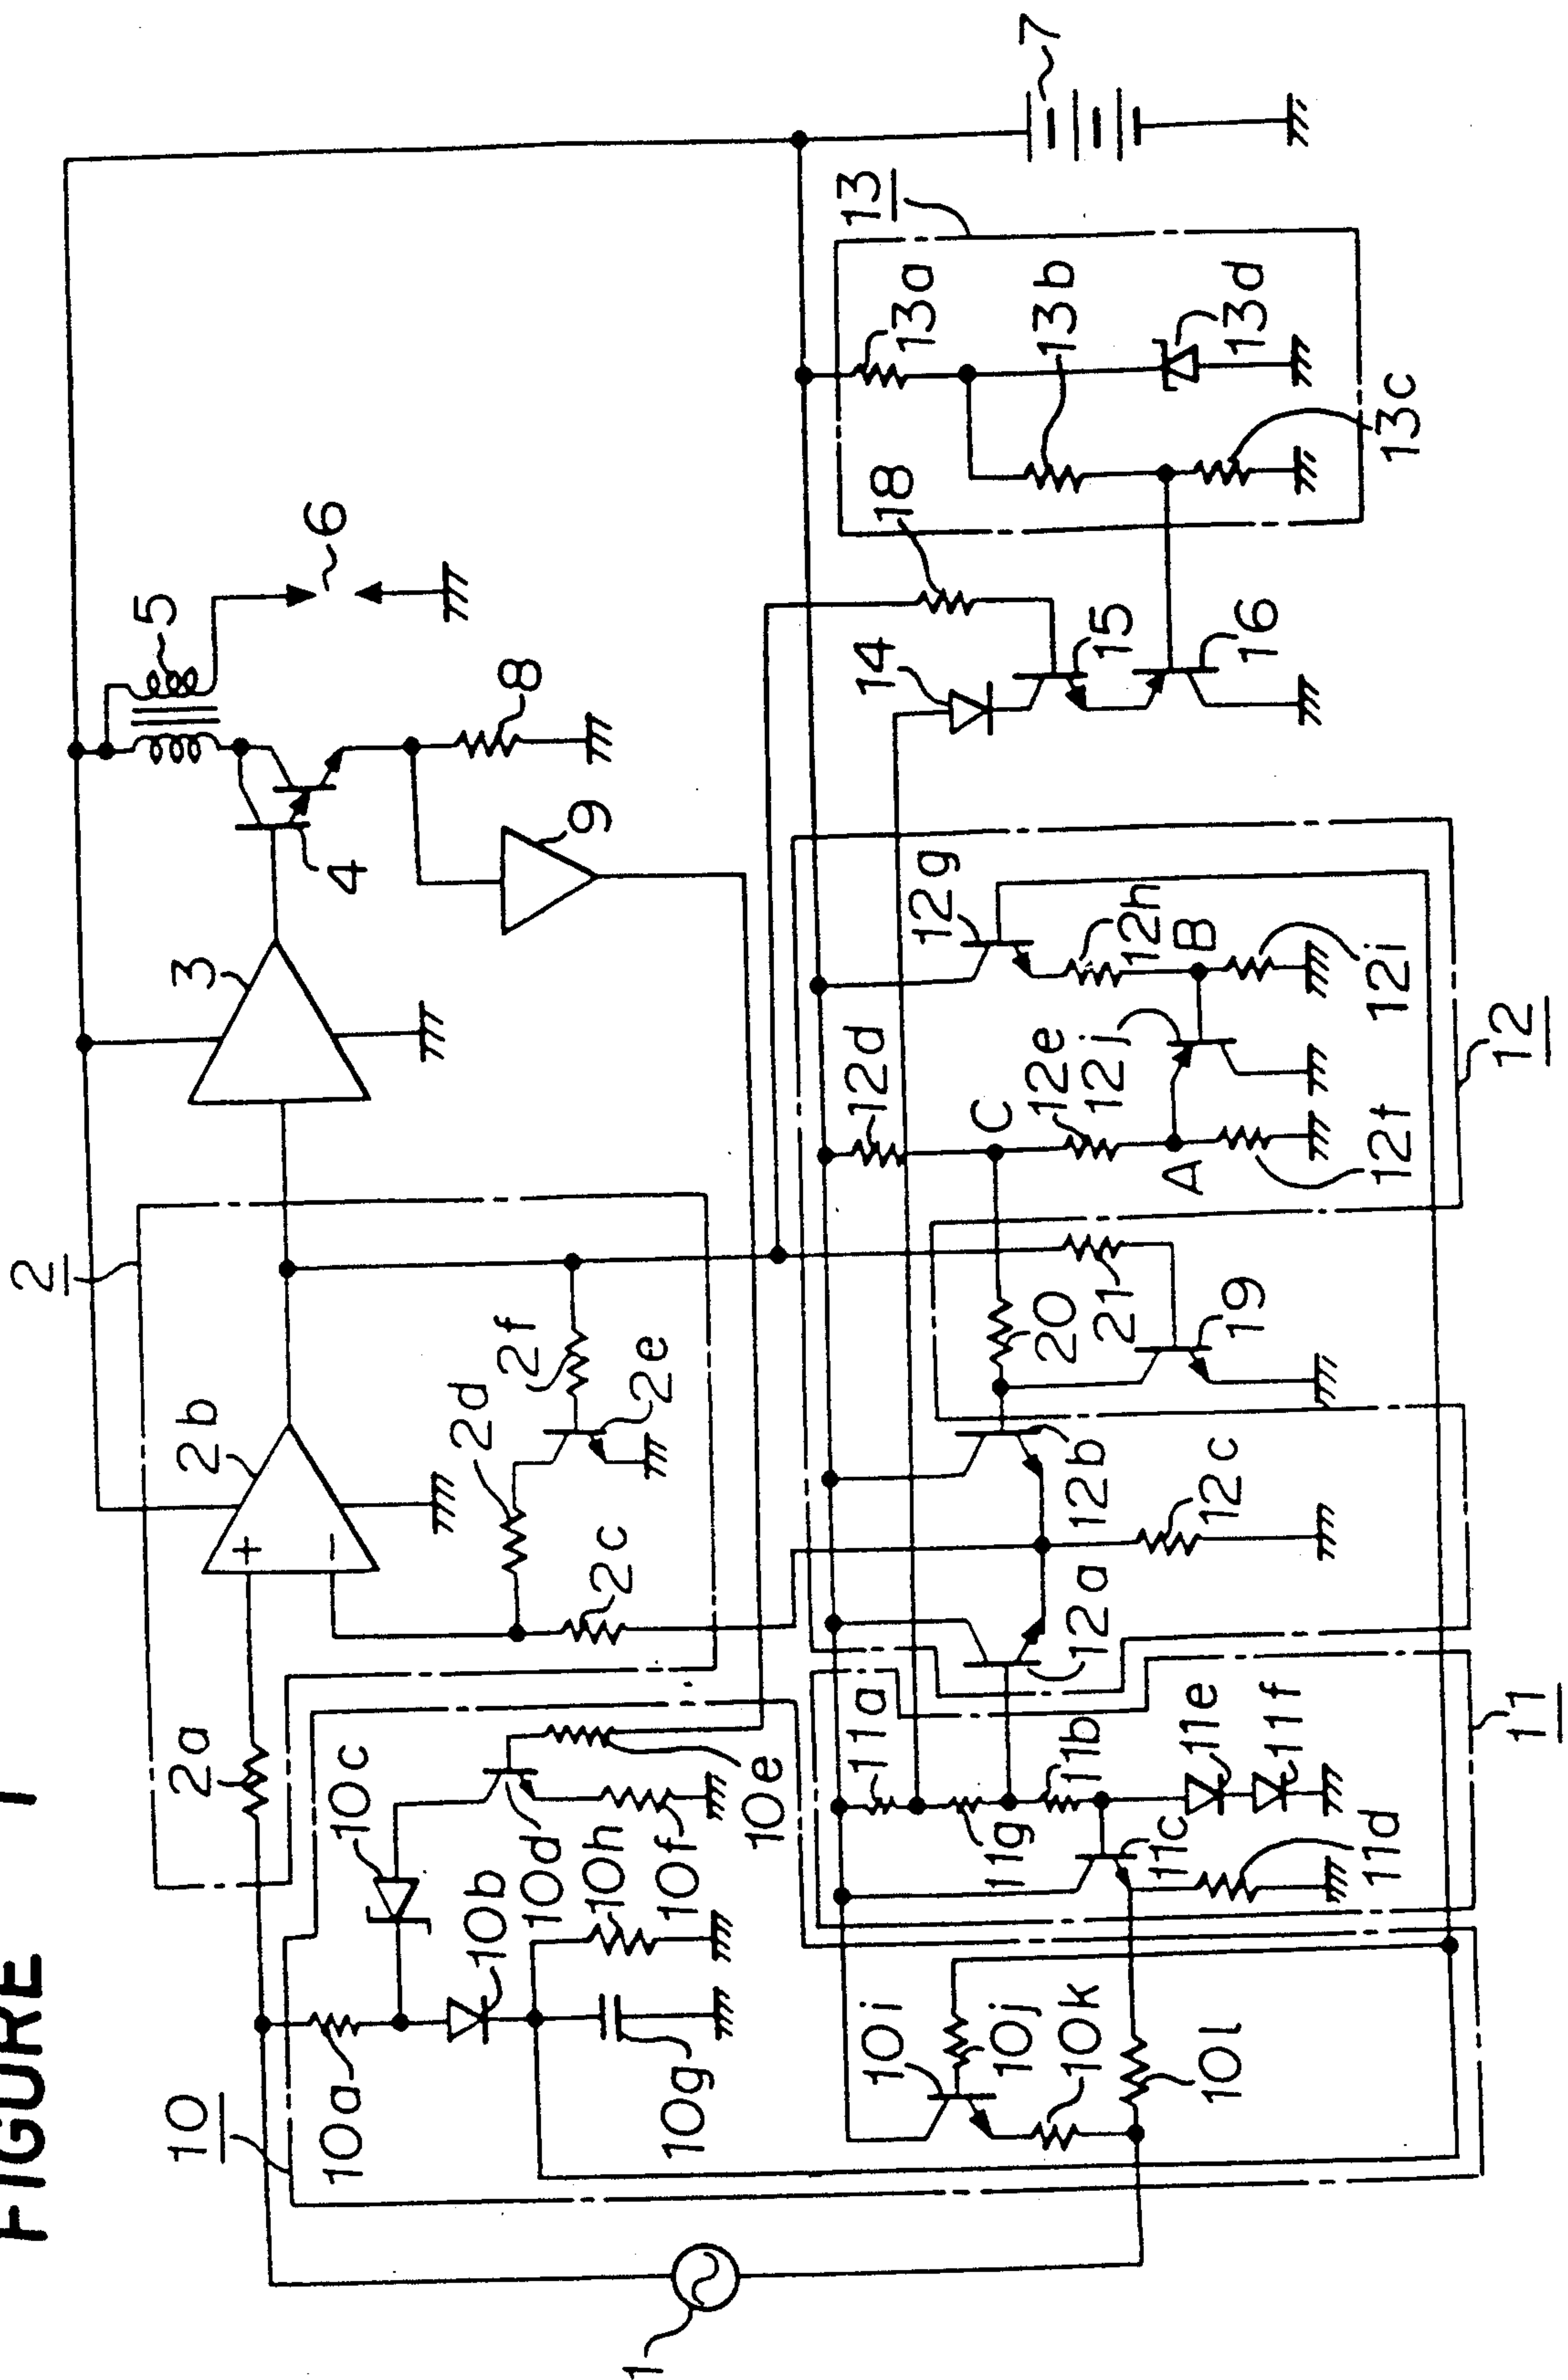 FIGURE 1
2
3
4
5
6
7
8
9
2a
2b
+
−
2c
2d
2e
2f
10
10a
10b
10c
10d
10e
10f
10g
10h
10i
10j
10k
10l
1
11
11a
11b
11c
11d
11e
11f
11g
12
12a
12b
12c
12d
12e
12f
12g
12h
12i
12j
A
B
C
13
13a
13b
13c
13d
14
15
16
18
19
20
21